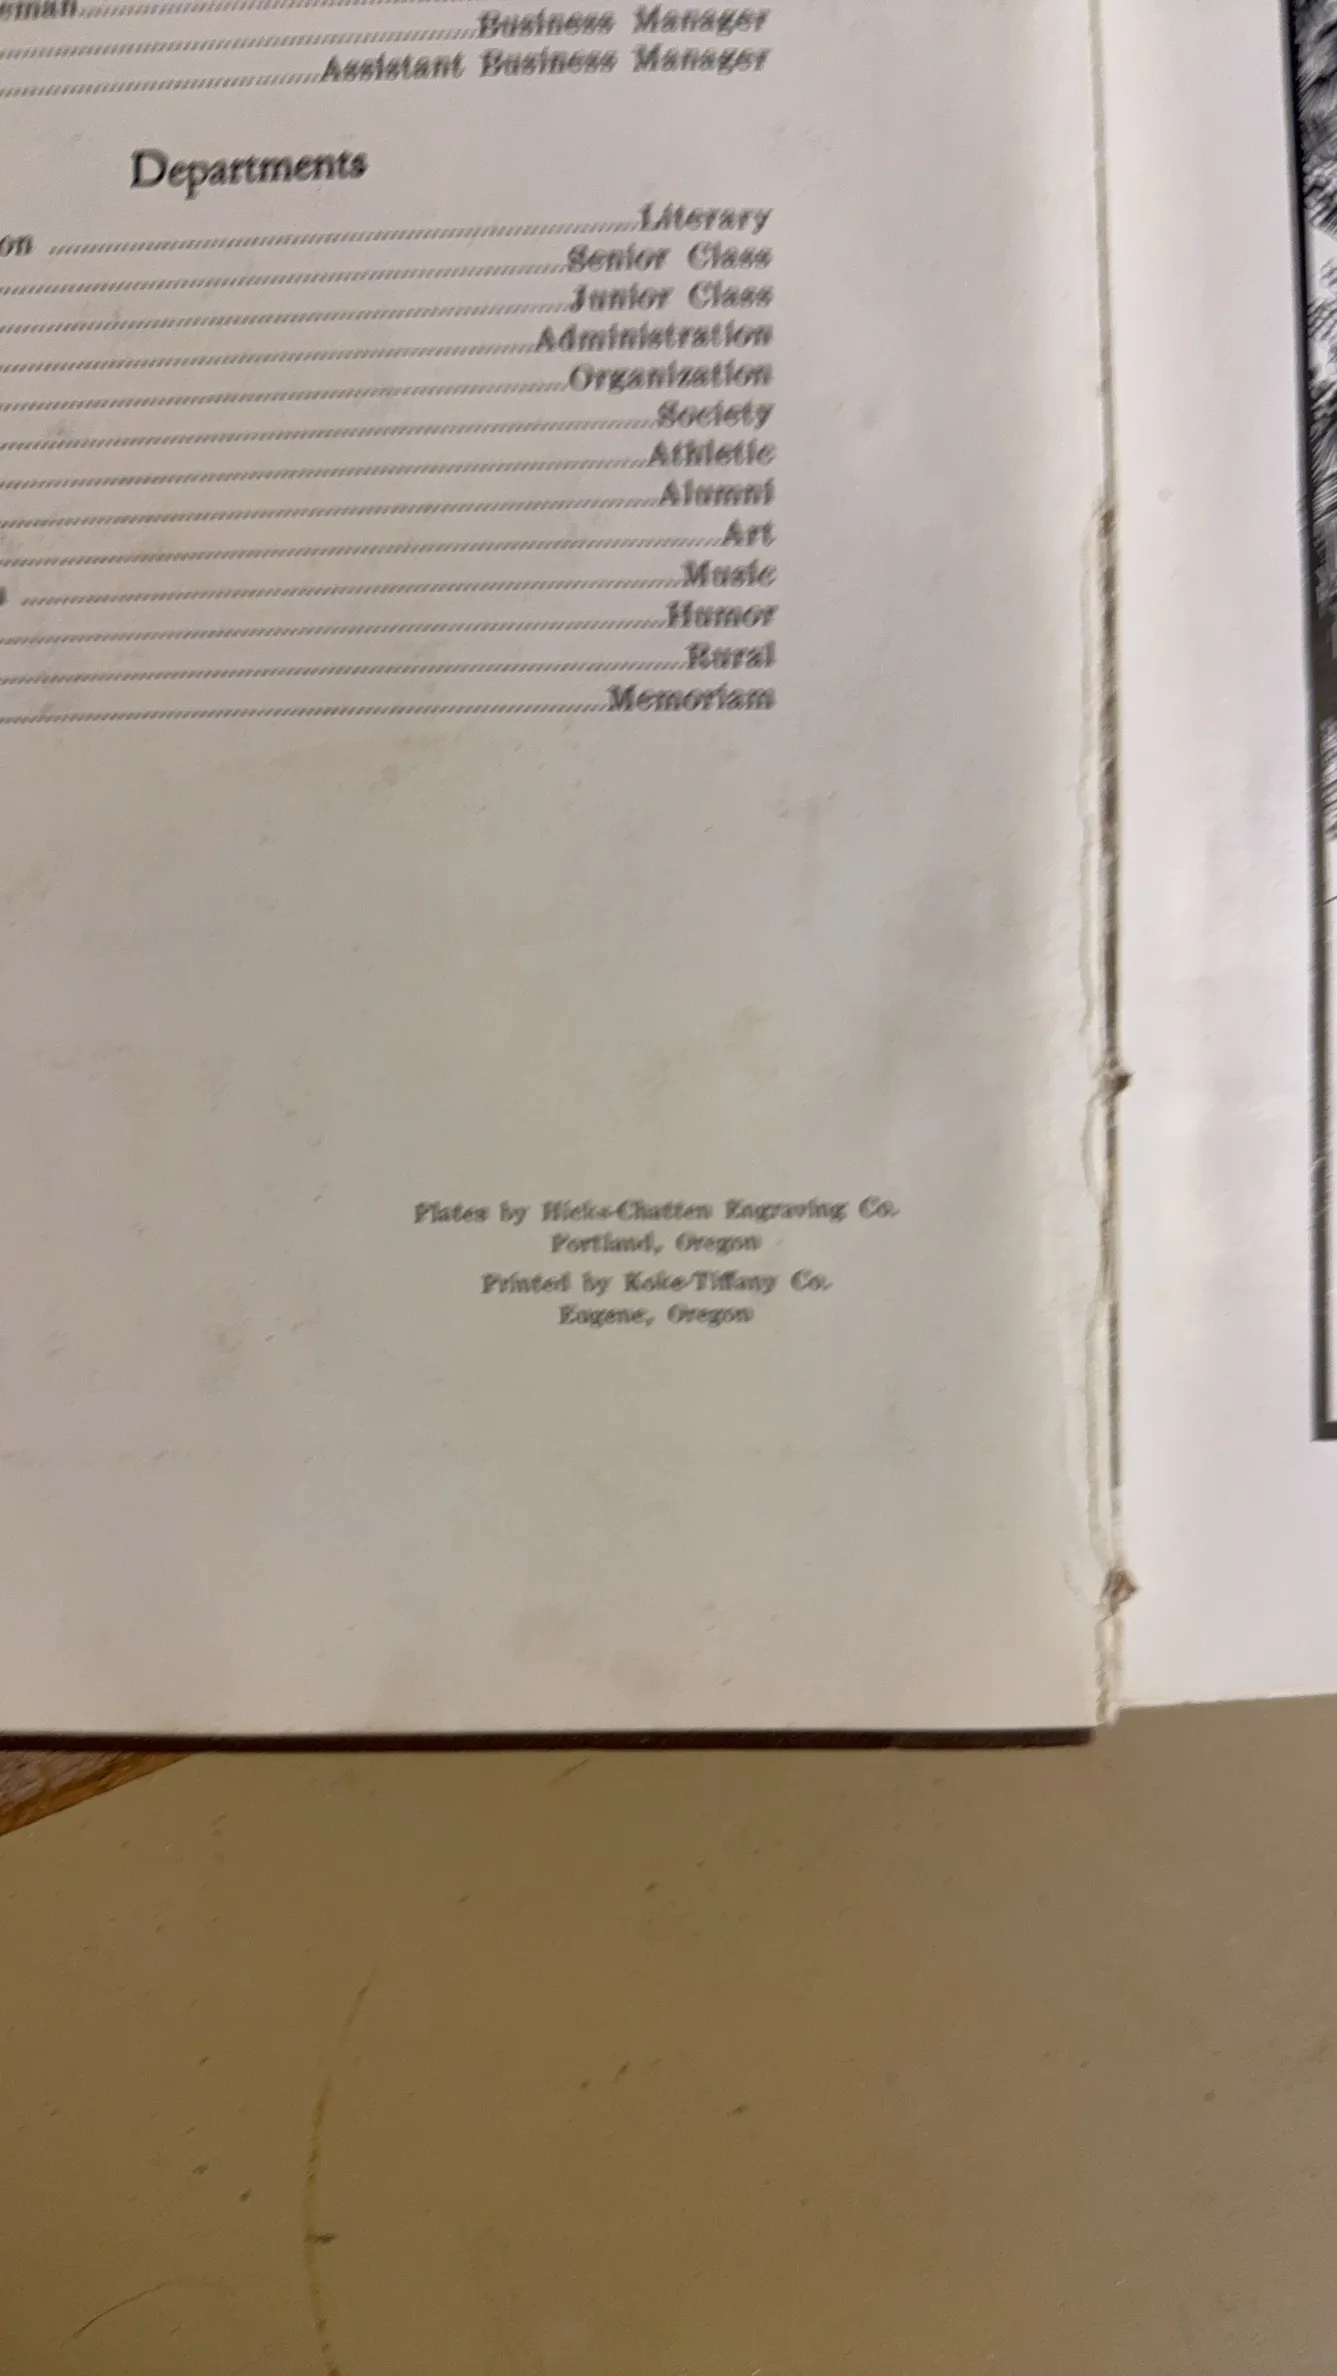 Business Manager
Assistant Business Manager
Departments
on Literary
Senior Class
Junior Class
Administration
Organization
Society
Athletic
Alumni
Art
Music
Humor
Rural
Memoriam
Plates by Hicks-Chatten Engraving Co.
Portland, Oregon
Printed by Koke-Tiffany Co.
Eugene, Oregon